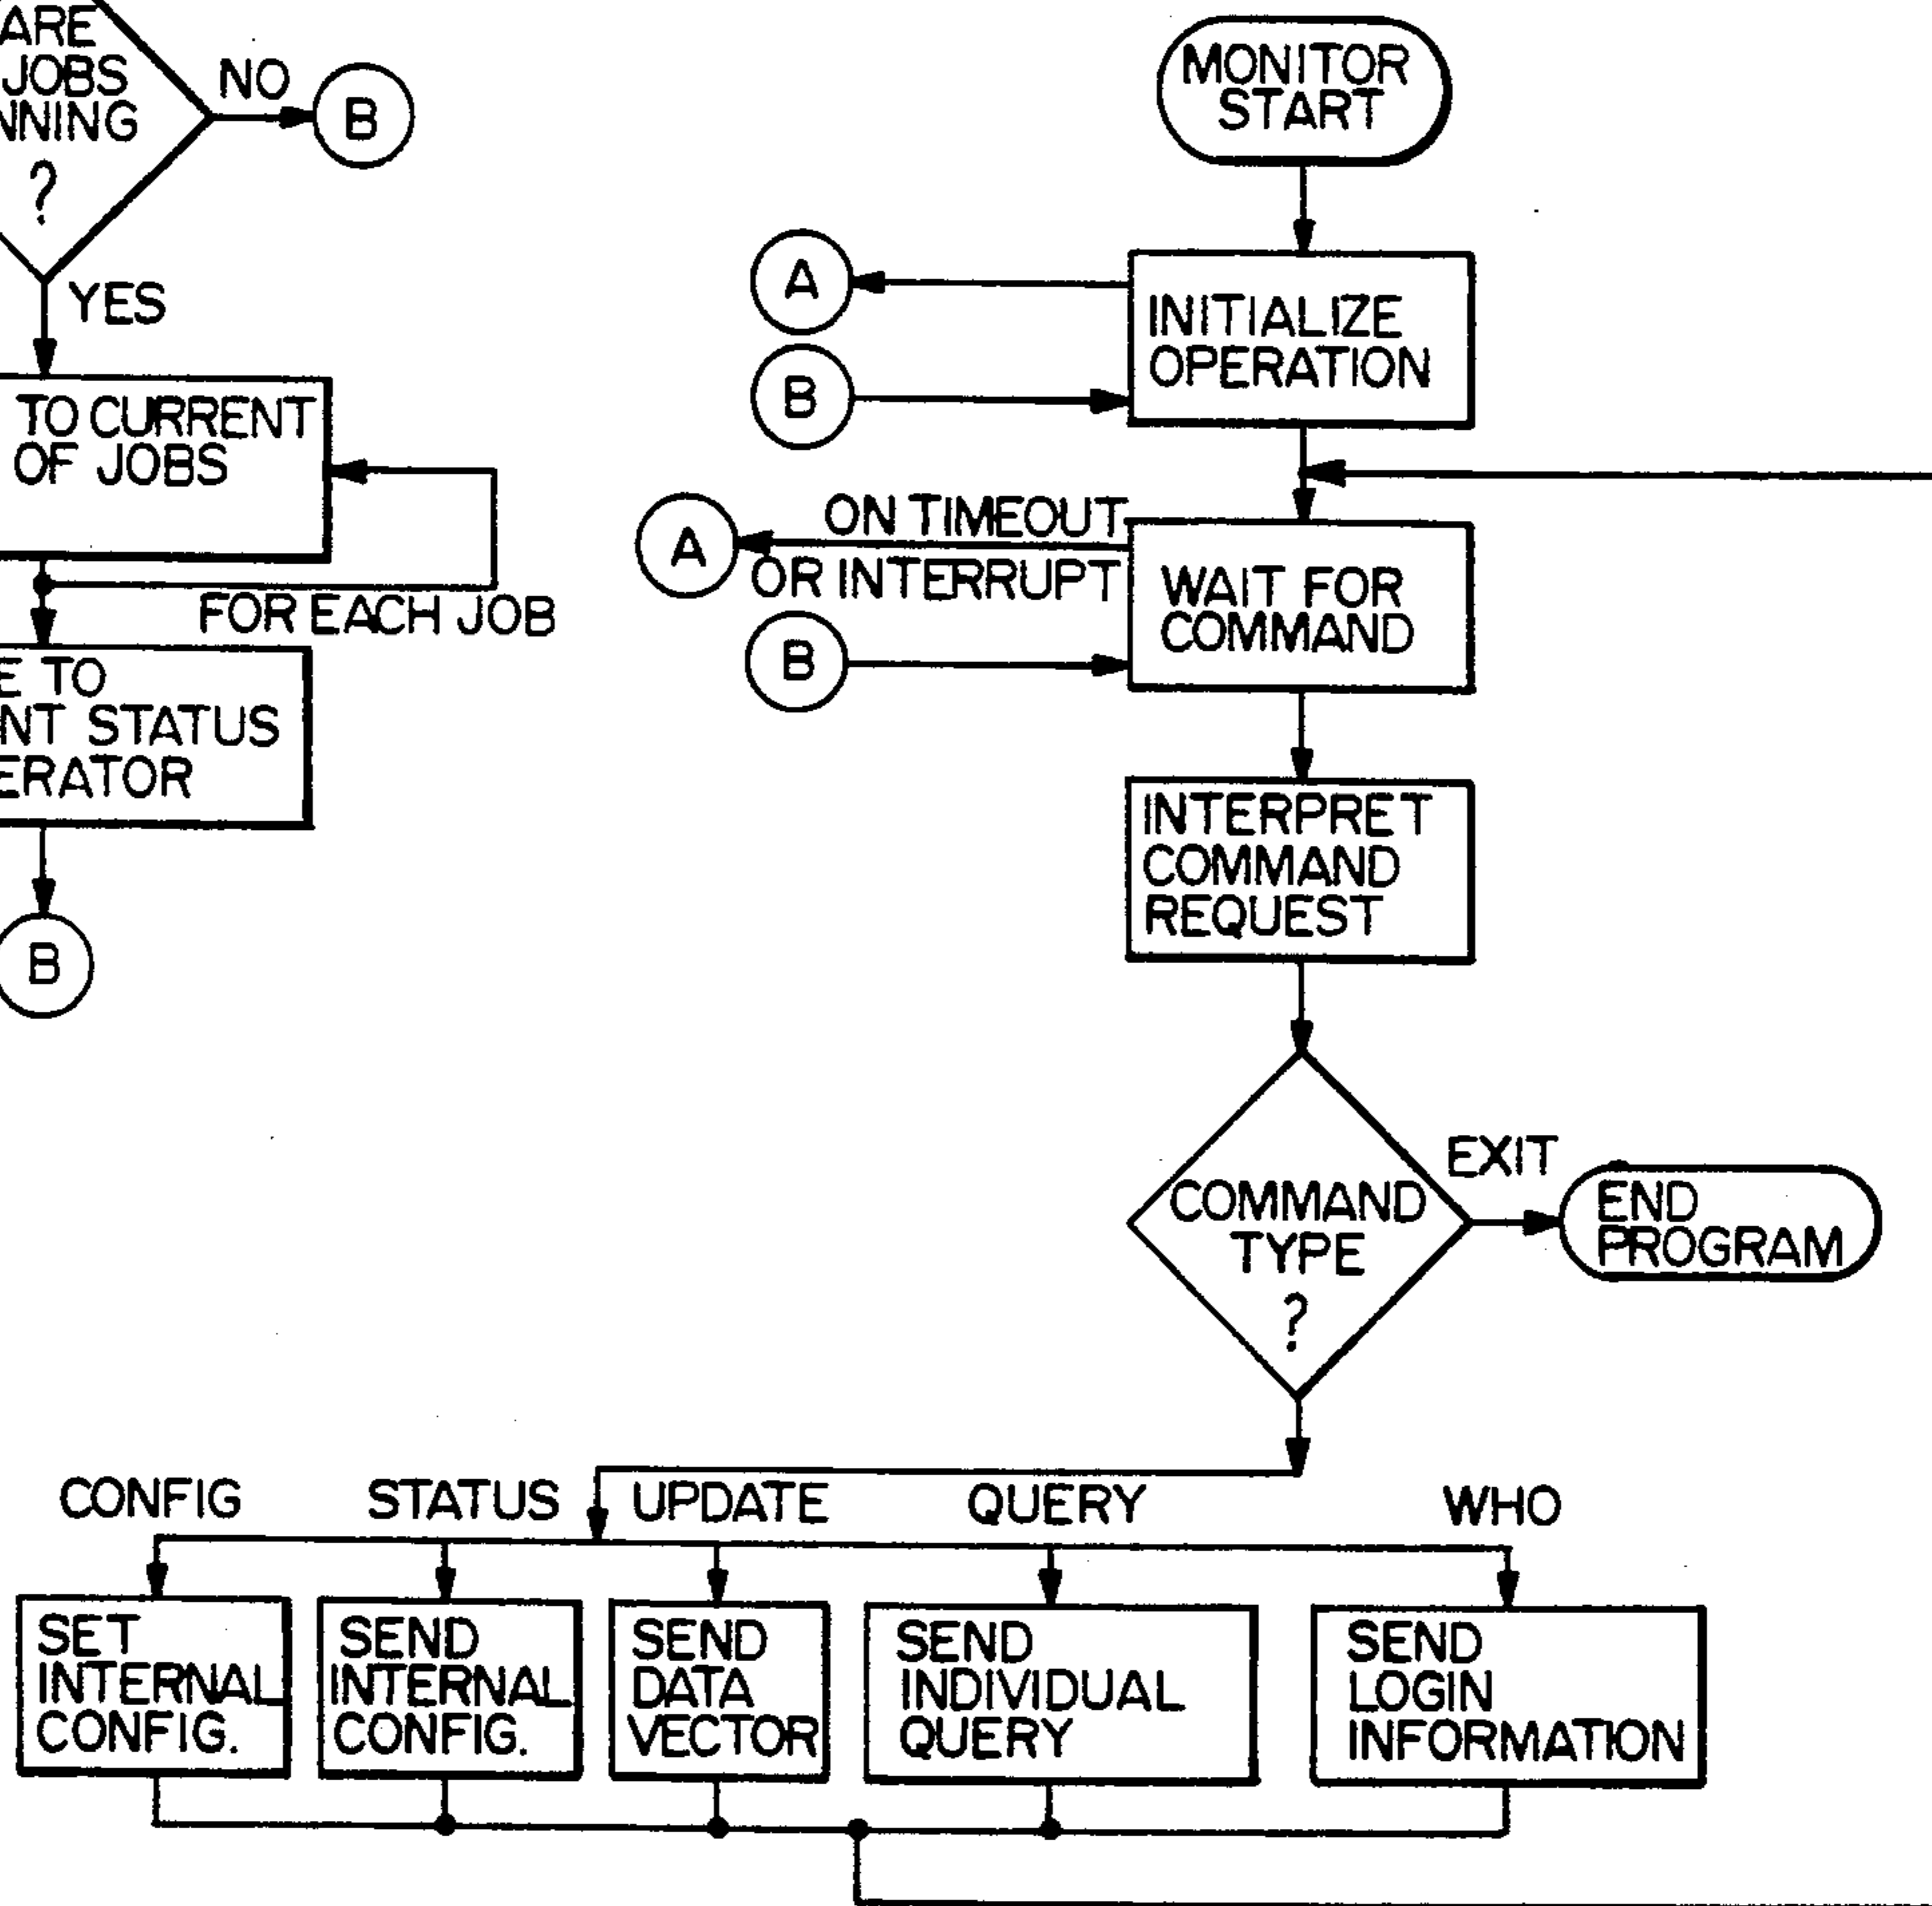 ARE
JOBS
NNING
?
NO
B
YES
TO CURRENT
OF JOBS
FOR EACH JOB
E TO
NT STATUS
ERATOR
B
MONITOR
START
A
B
INITIALIZE
OPERATION
A
ON TIMEOUT
OR INTERRUPT
B
WAIT FOR
COMMAND
INTERPRET
COMMAND
REQUEST
COMMAND
TYPE
?
EXIT
END
PROGRAM
CONFIG
STATUS
UPDATE
QUERY
WHO
SET
INTERNAL
CONFIG.
SEND
INTERNAL
CONFIG.
SEND
DATA
VECTOR
SEND
INDIVIDUAL
QUERY
SEND
LOGIN
INFORMATION